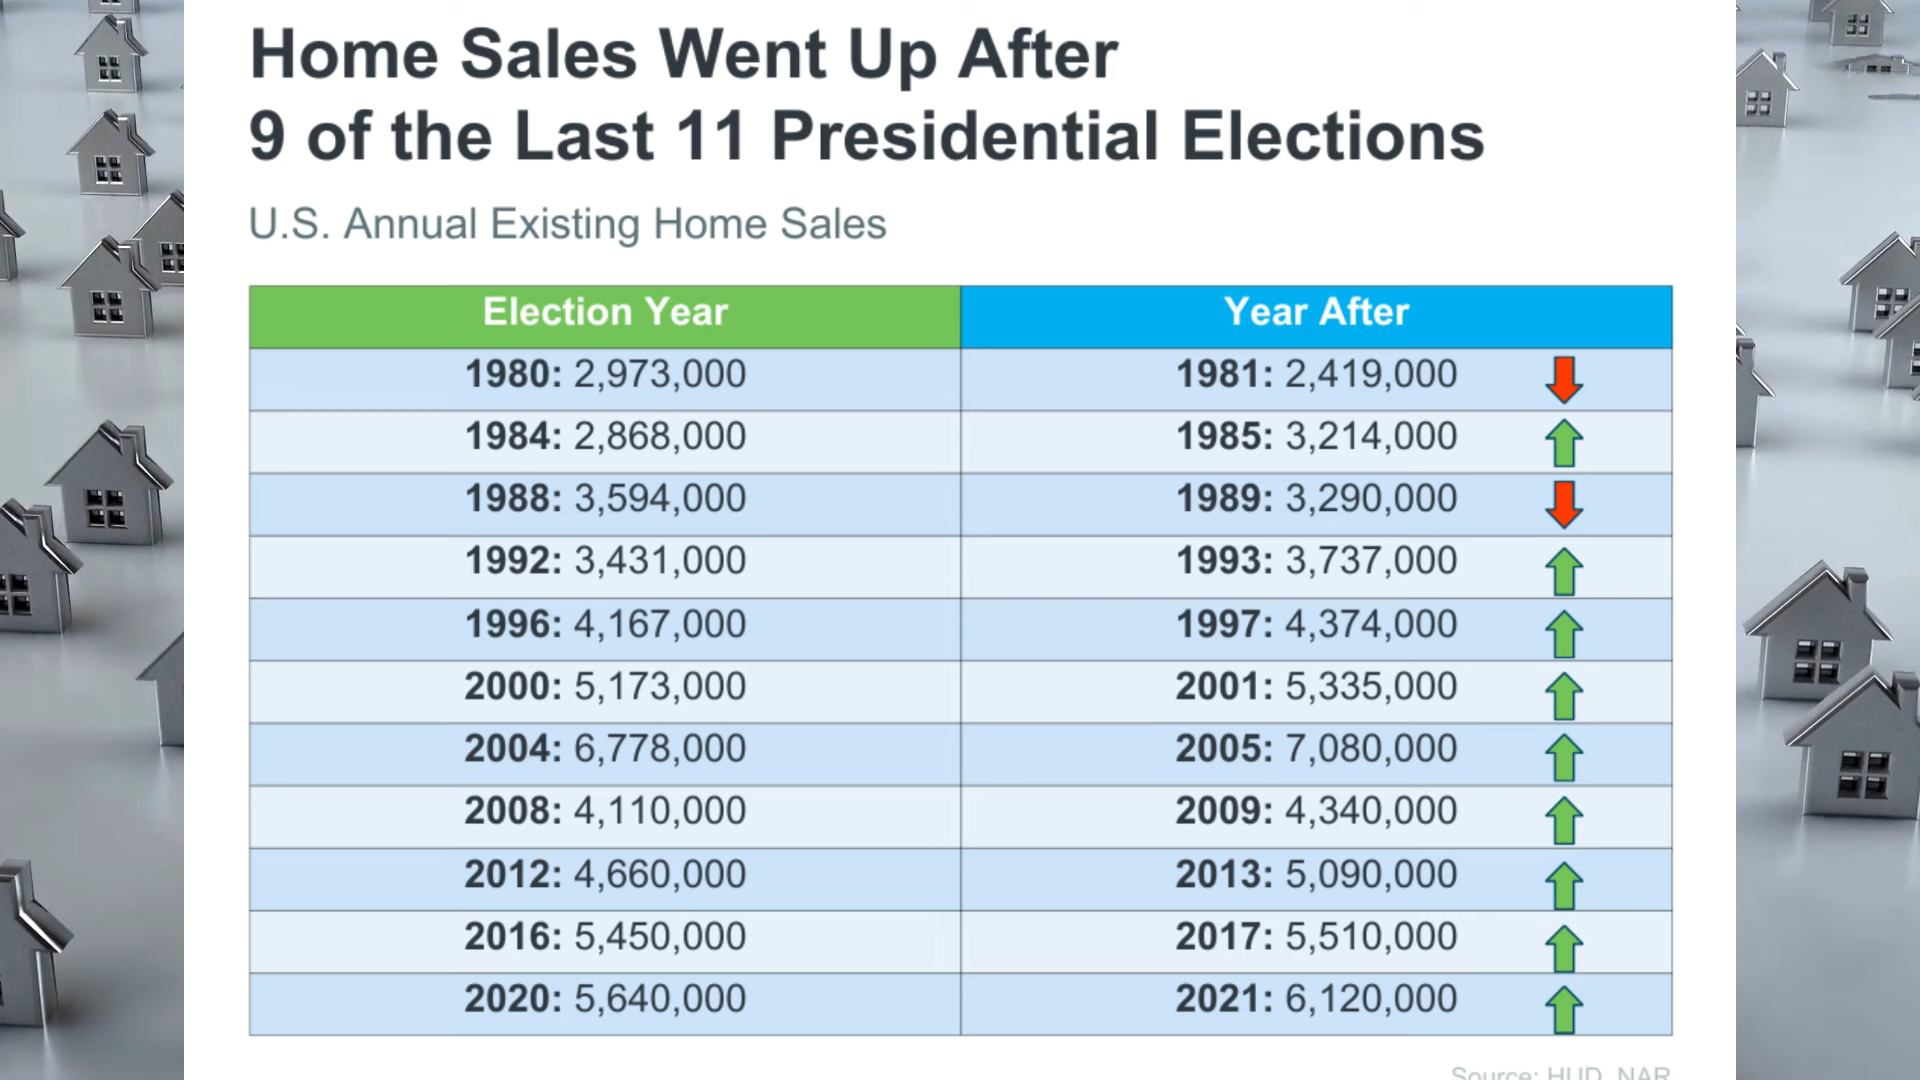 Home Sales Went Up After
9 of the Last 11 Presidential Elections
U.S. Annual Existing Home Sales
Election Year Year After
1980: 2,973,000 1981: 2,419,000
1984: 2,868,000 1985: 3,214,000
1988: 3,594,000 1989: 3,290,000
1992: 3,431,000 1993: 3,737,000
1996: 4,167,000 1997: 4,374,000
2000: 5,173,000 2001: 5,335,000
2004: 6,778,000 2005: 7,080,000
2008: 4,110,000 2009: 4,340,000
2012: 4,660,000 2013: 5,090,000
2016: 5,450,000 2017: 5,510,000
2020: 5,640,000 2021: 6,120,000
Source: HUD, NAR